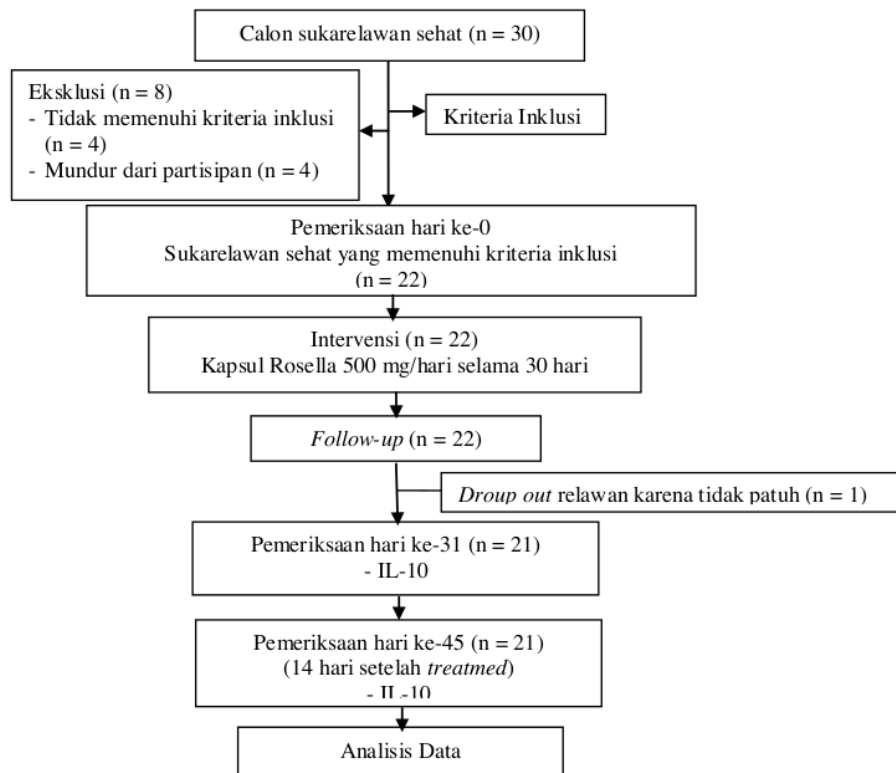 Calon sukarelawan sehat (n = 30)
Eksklusi (n = 8)
- Tidak memenuhi kriteria inklusi
(n = 4)
- Mundur dari partisipan (n = 4)
Kriteria Inklusi
Pemeriksaan hari ke-0
Sukarelawan sehat yang memenuhi kriteria inklusi
(n = 22)
Intervensi (n = 22)
Kapsul Rosella 500 mg/hari selama 30 hari
Follow-up (n = 22)
Droup out relawan karena tidak patuh (n = 1)
Pemeriksaan hari ke-31 (n = 21)
- IL-10
Pemeriksaan hari ke-45 (n = 21)
(14 hari setelah treatmed)
- IL-10
Analisis Data